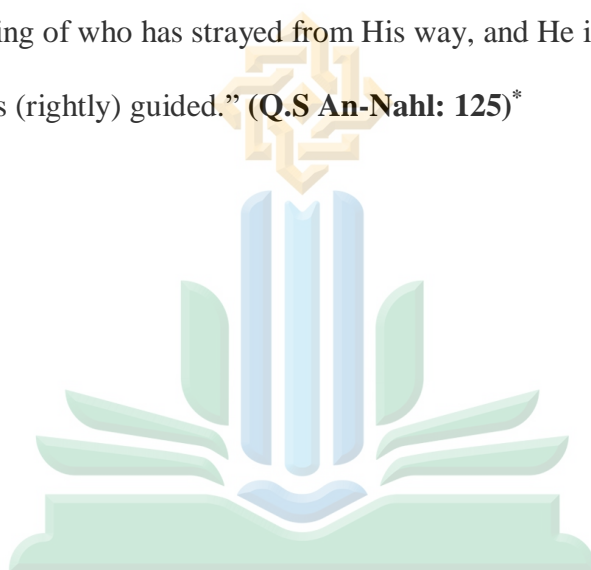 ing of who has strayed from His way, and He i
s (rightly) guided.” (Q.S An-Nahl: 125)*